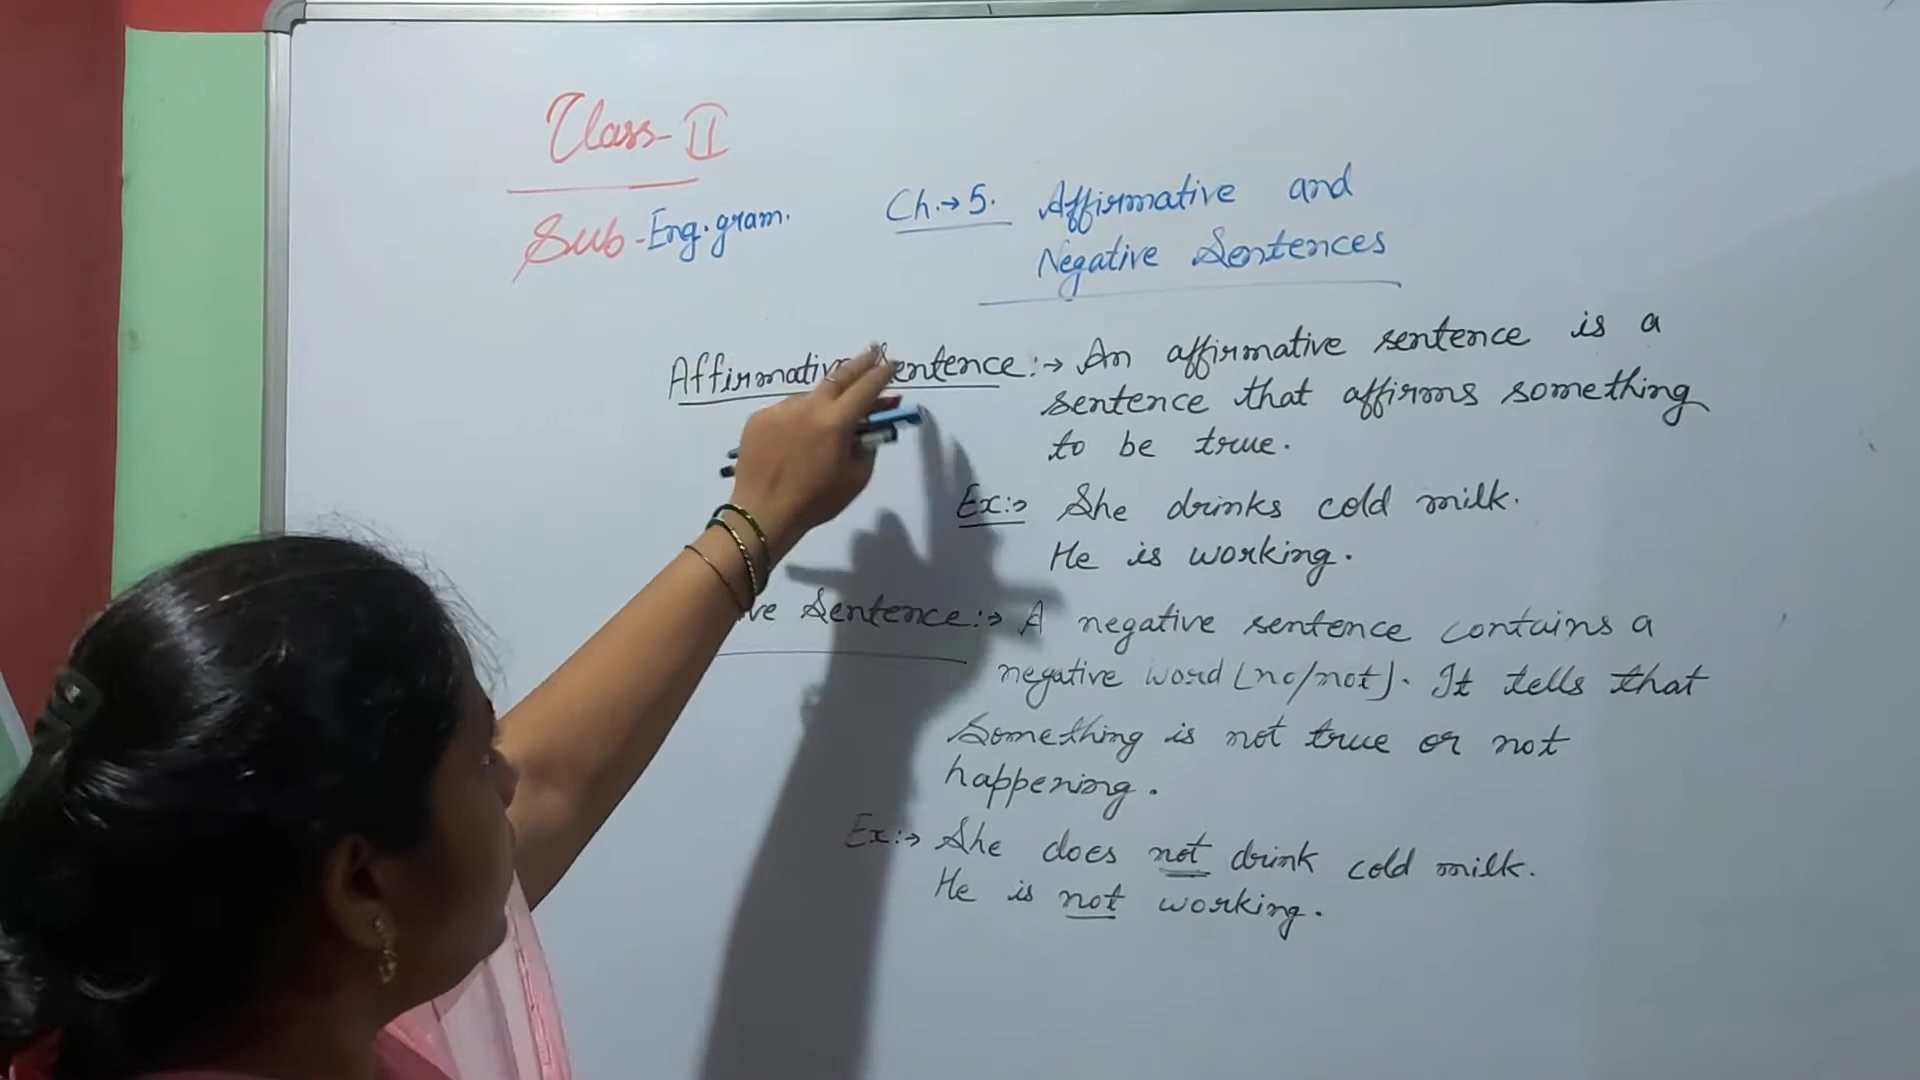 Class-II
Sub-Eng.gram.
Ch.→5. Affirmative and
Negative Sentences
Affirmative Sentence:→ An affirmative sentence is a
sentence that affirms something
to be true.
Ex:→ She drinks cold milk.
He is working.
Sentence:→ A negative sentence contains a
negative word (no/not). It tells that
Something is not true or not
happening.
Ex:→ She does not drink cold milk.
He is not working.